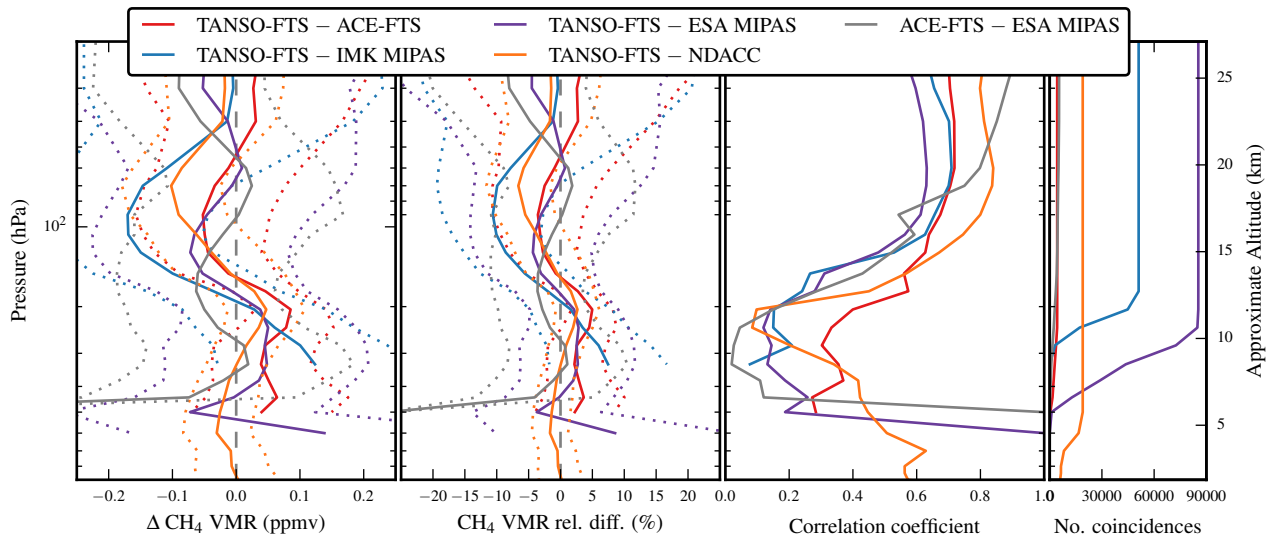 TANSO-FTS − ACE-FTS
TANSO-FTS − IMK MIPAS
TANSO-FTS − ESA MIPAS
TANSO-FTS − NDACC
ACE-FTS − ESA MIPAS
Pressure (hPa)
10²
−0.2 −0.1 0.0 0.1 0.2
Δ CH₄ VMR (ppmv)
−20 −15 −10 −5 0 5 10 15 20
CH₄ VMR rel. diff. (%)
0.0 0.2 0.4 0.6 0.8 1.0
Correlation coefficient
30000 60000 90000
No. coincidences
25
20
15
10
5
Approximate Altitude (km)